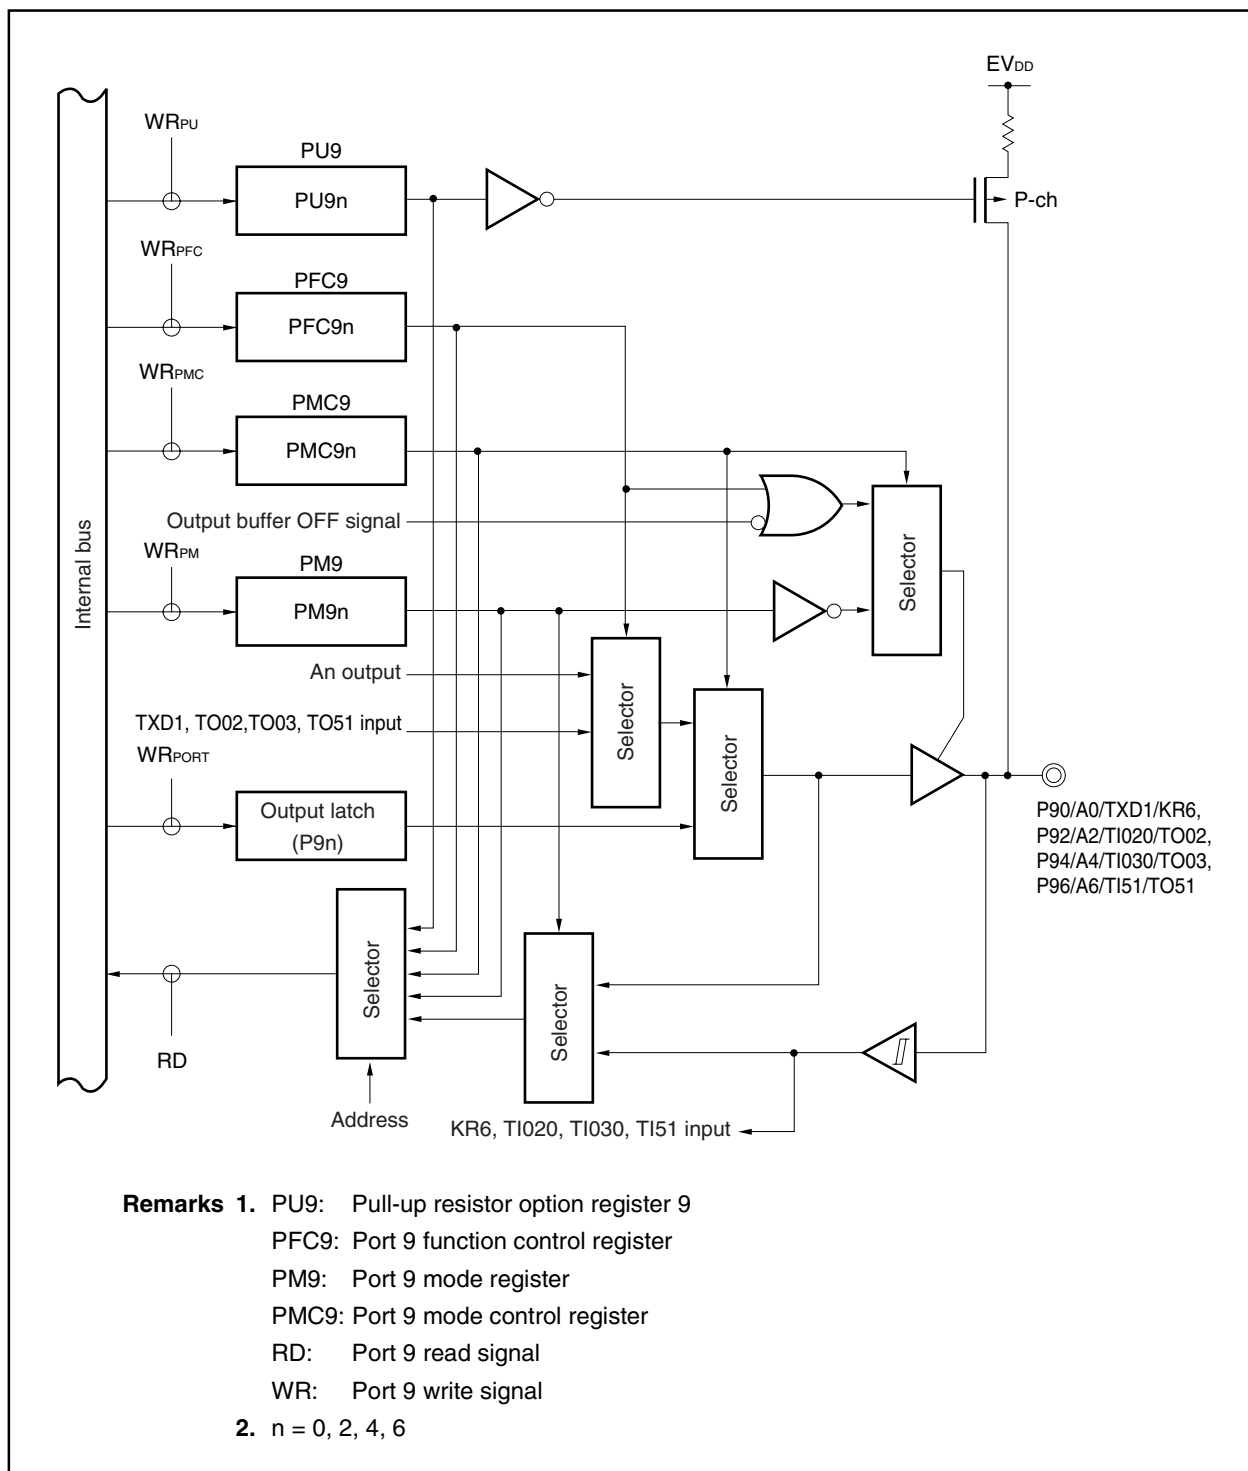 EVDD
WRPU
PU9
PU9n
P-ch
WRPFC
PFC9
PFC9n
WRPMC
PMC9
PMC9n
Output buffer OFF signal
Selector
WRPM
PM9
PM9n
Internal bus
An output
Selector
Selector
TXD1, TO02,TO03, TO51 input
WRPORT
Output latch
(P9n)
P90/A0/TXD1/KR6,
P92/A2/TI020/TO02,
P94/A4/TI030/TO03,
P96/A6/TI51/TO51
Selector
Selector
RD
Address
KR6, TI020, TI030, TI51 input
Remarks 1. PU9: Pull-up resistor option register 9
PFC9: Port 9 function control register
PM9: Port 9 mode register
PMC9: Port 9 mode control register
RD: Port 9 read signal
WR: Port 9 write signal
2. n = 0, 2, 4, 6